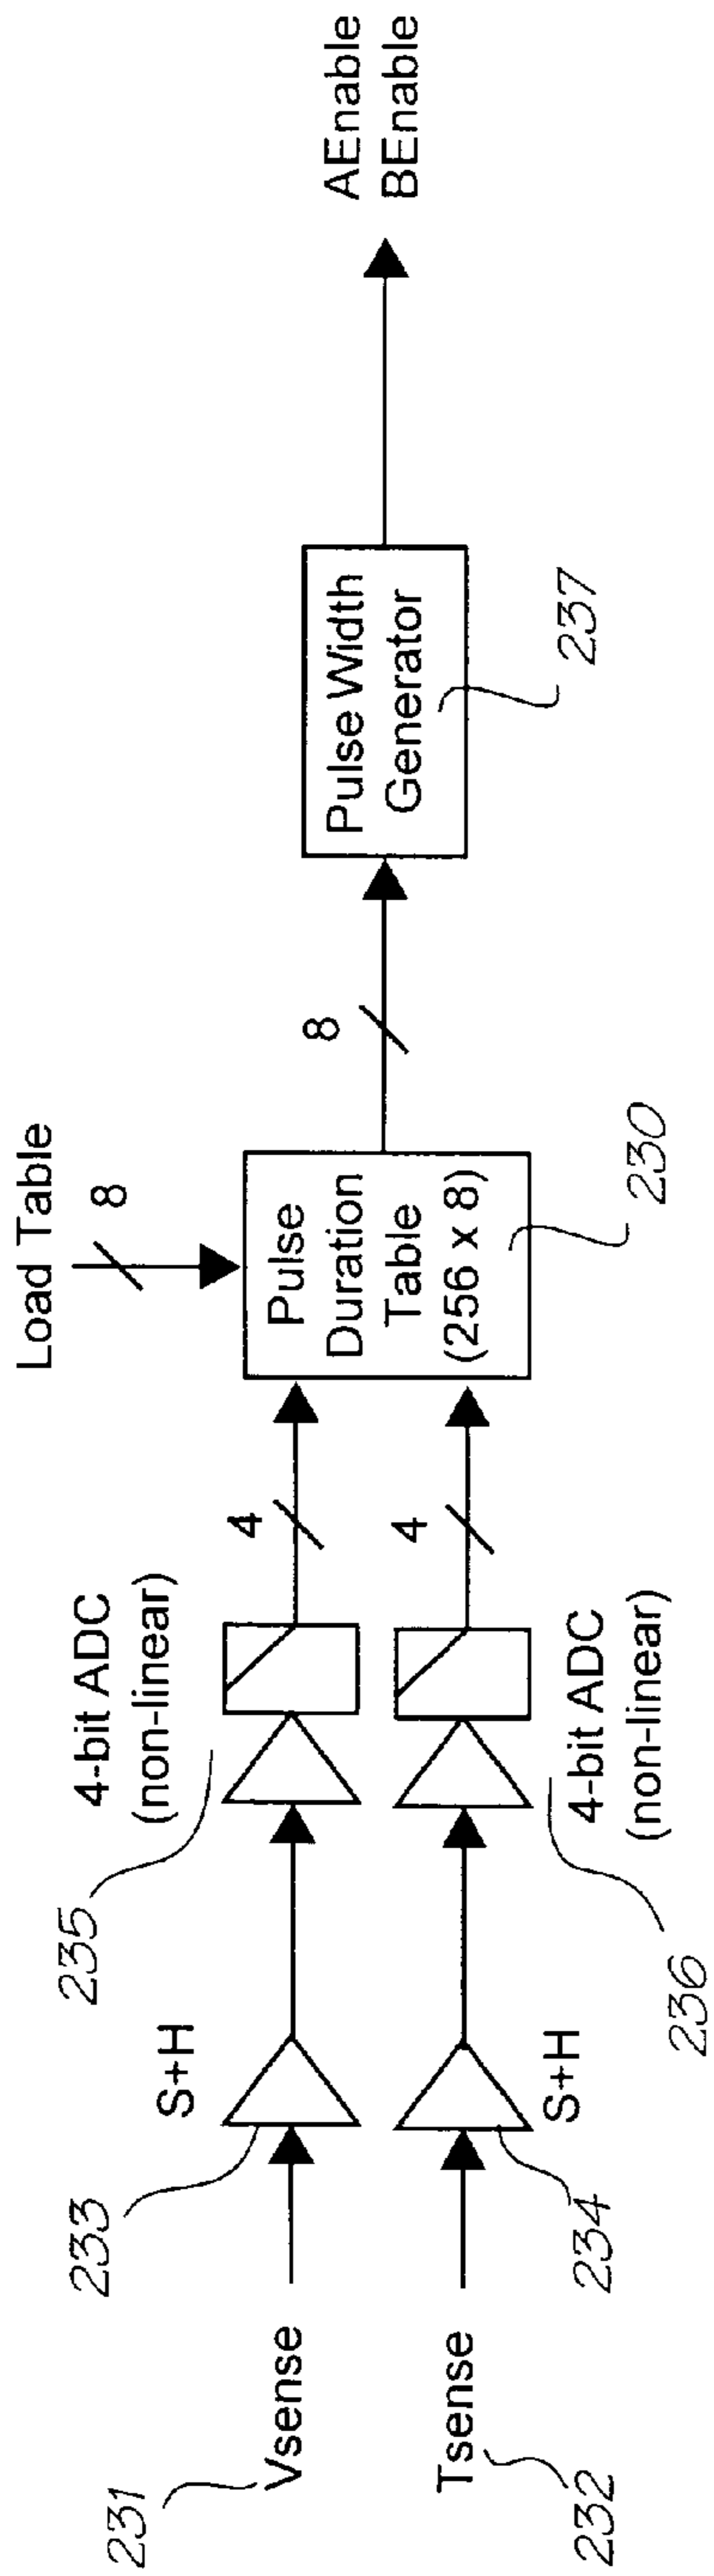 Load Table
8
231
Vsense
233
S+H
235
4-bit ADC
(non-linear)
4
Pulse
Duration
Table
(256 x 8)
230
8
Pulse Width
Generator
237
AEnable
BEnable
232
Tsense
234
S+H
236
4-bit ADC
(non-linear)
4